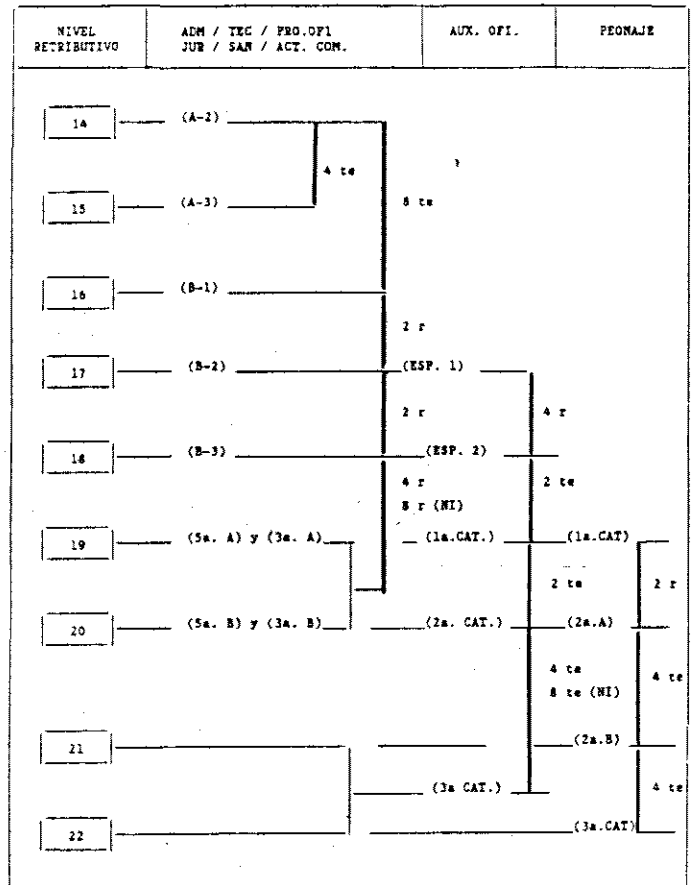 NIVEL ADM / TEC / PRO.OFI AUX. OFI. PEONAJE
RETRIBUTIVO JUR / SAN / ACT. COM.
14 (A-2)
4 te
15 (A-3) 8 te
16 (B-1)
2 r
17 (B-2) (ESP. 1)
2 r 4 r
18 (B-3) (ESP. 2)
4 r 2 te
8 r (NI)
19 (5a. A) y (3a. A) (1a.CAT.) (1a.CAT)
2 te 2 r
20 (5a. B) y (3a. B) (2a. CAT.) (2a.A)
4 te 4 te
8 te (NI)
21 (2a.B)
(3a CAT.) 4 te
22 (3a.CAT)